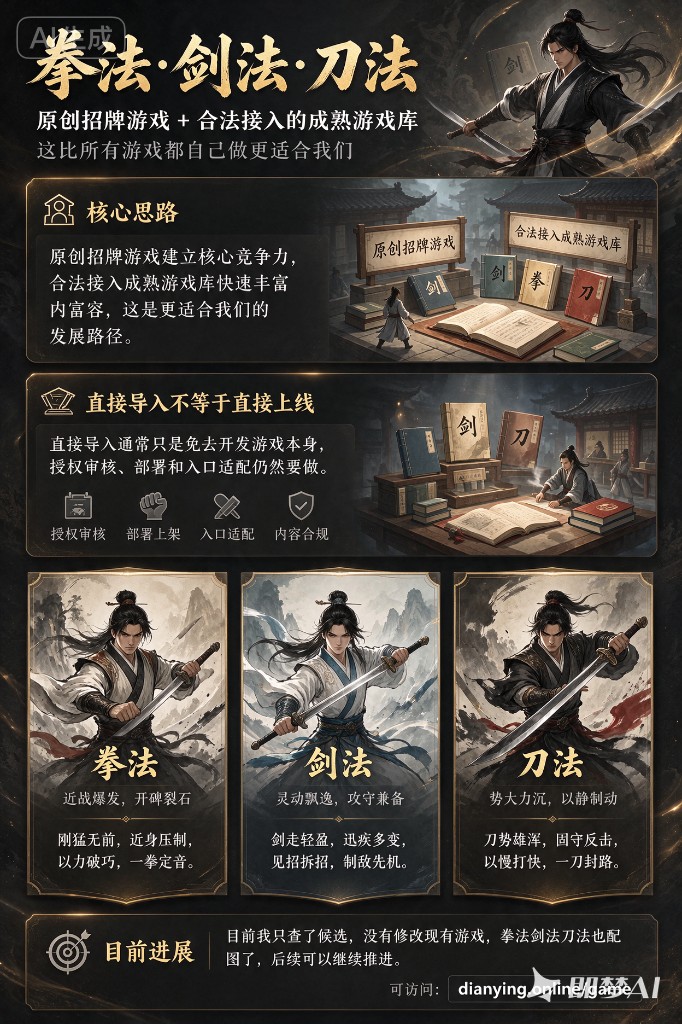 AI生成
拳法·剑法·刀法
原创招牌游戏 + 合法接入的成熟游戏库
这比所有游戏都自己做更适合我们
剑
核心思路
原创招牌游戏建立核心竞争力，
合法接入成熟游戏库快速丰富
内富容，这是更适合我们的
发展路径。
原创招牌游戏
合法接入成熟游戏库
剑
剑
拳
刀
直接导入不等于直接上线
直接导入通常只是免去开发游戏本身，
授权审核、部署和入口适配仍然要做。
授权审核
部署上架
入口适配
内容合规
剑
刀
拳法
近战爆发，开碑裂石
刚猛无前，近身压制，
以力破巧，一拳定音。
剑法
灵动飘逸，攻守兼备
剑走轻盈，迅疾多变，
见招拆招，制敌先机。
刀法
势大力沉，以静制动
刀势雄浑，固守反击，
以慢打快，一刀封路。
目前进展
目前我只查了候选，没有修改现有游戏，拳法剑法刀法也配
图了，后续可以继续推进。
可访问：
dianying.online/game
即梦AI